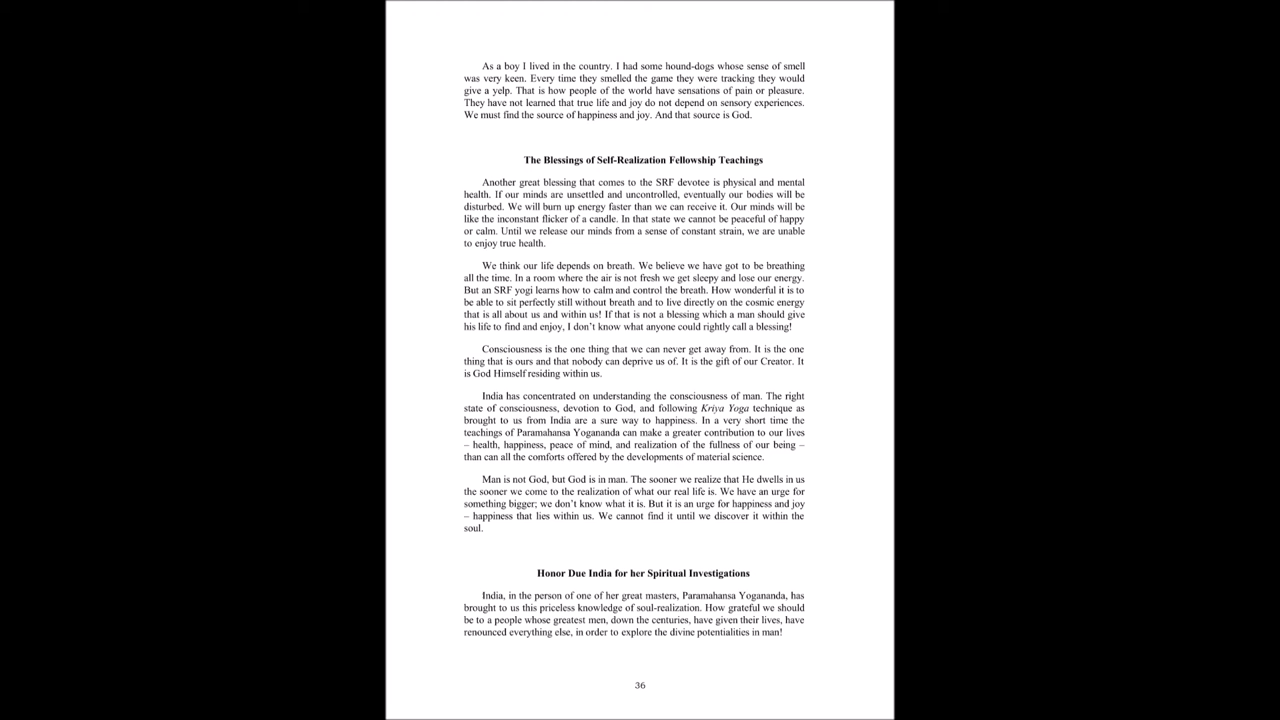 As a boy I lived in the country. I had some hound-dogs whose sense of smell
was very keen. Every time they smelled the game they were tracking they would
give a yelp. That is how people of the world have sensations of pain or pleasure.
They have not learned that true life and joy do not depend on sensory experiences.
We must find the source of happiness and joy. And that source is God.
The Blessings of Self-Realization Fellowship Teachings
Another great blessing that comes to the SRF devotee is physical and mental
health. If our minds are unsettled and uncontrolled, eventually our bodies will be
disturbed. We will burn up energy faster than we can receive it. Our minds will be
like the inconstant flicker of a candle. In that state we cannot be peaceful of happy
or calm. Until we release our minds from a sense of constant strain, we are unable
to enjoy true health.
We think our life depends on breath. We believe we have got to be breathing
all the time. In a room where the air is not fresh we get sleepy and lose our energy.
But an SRF yogi learns how to calm and control the breath. How wonderful it is to
be able to sit perfectly still without breath and to live directly on the cosmic energy
that is all about us and within us! If that is not a blessing which a man should give
his life to find and enjoy, I don’t know what anyone could rightly call a blessing!
Consciousness is the one thing that we can never get away from. It is the one
thing that is ours and that nobody can deprive us of. It is the gift of our Creator. It
is God Himself residing within us.
India has concentrated on understanding the consciousness of man. The right
state of consciousness, devotion to God, and following Kriya Yoga technique as
brought to us from India are a sure way to happiness. In a very short time the
teachings of Paramahansa Yogananda can make a greater contribution to our lives
– health, happiness, peace of mind, and realization of the fullness of our being –
than can all the comforts offered by the developments of material science.
Man is not God, but God is in man. The sooner we realize that He dwells in us
the sooner we come to the realization of what our real life is. We have an urge for
something bigger; we don’t know what it is. But it is an urge for happiness and joy
– happiness that lies within us. We cannot find it until we discover it within the
soul.
Honor Due India for her Spiritual Investigations
India, in the person of one of her great masters, Paramahansa Yogananda, has
brought to us this priceless knowledge of soul-realization. How grateful we should
be to a people whose greatest men, down the centuries, have given their lives, have
renounced everything else, in order to explore the divine potentialities in man!
36